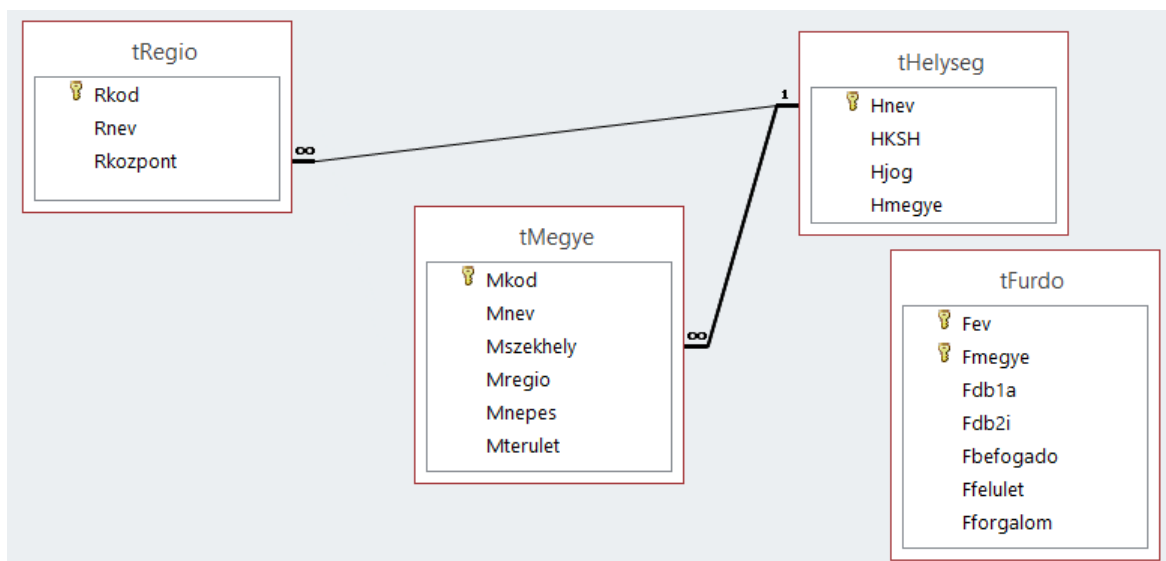 tRegio
Rkod
Rnev
Rkozpont
∞
tHelyseg
1
Hnev
HKSH
Hjog
Hmegye
tMegye
Mkod
Mnev
Mszekhely
Mregio
Mnepes
Mterulet
∞
tFurdo
Fev
Fmegye
Fdb1a
Fdb2i
Fbefogado
Ffelulet
Fforgalom